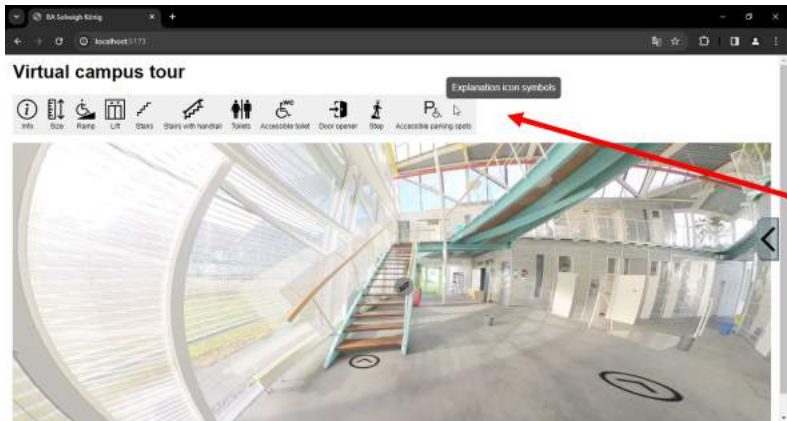 BA Solveigh König
localhost:5173
Virtual campus tour
Explanation icon symbols
Info Size Ramp Lift Stairs Stairs with handrail Toilets Accessible toilet Door opener Step Accessible parking spots